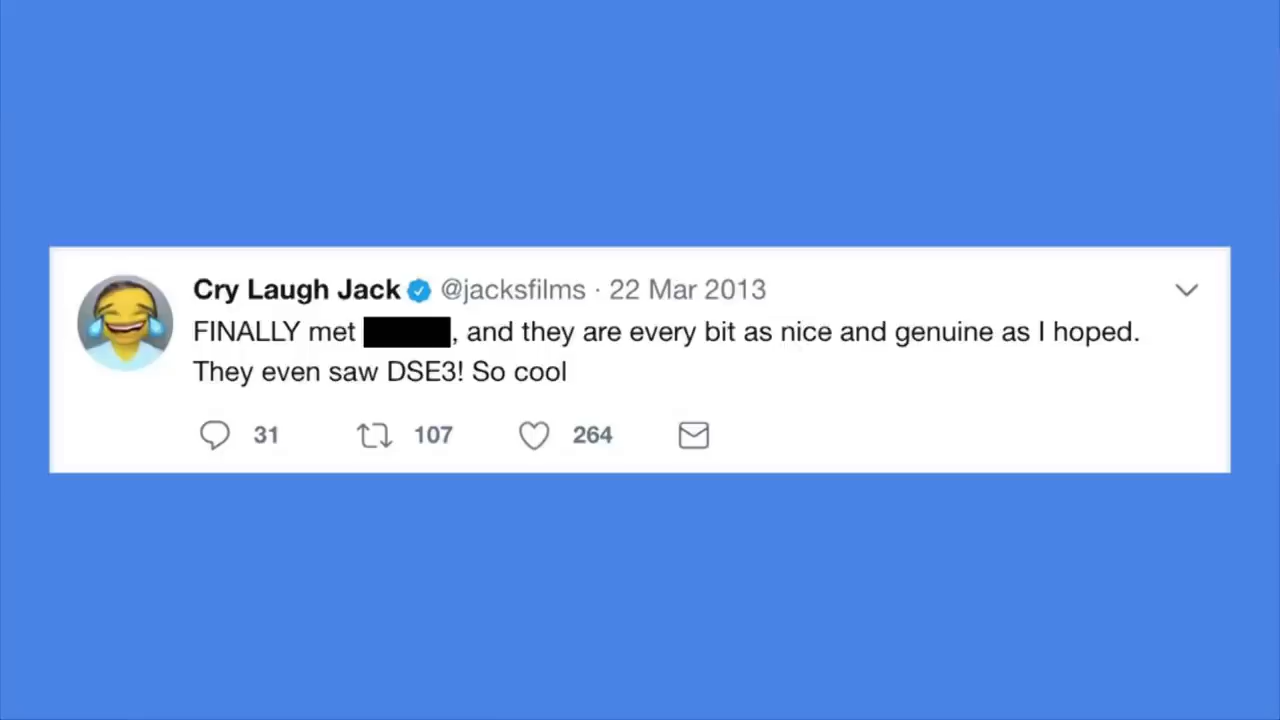 Cry Laugh Jack @jacksfilms · 22 Mar 2013
FINALLY met , and they are every bit as nice and genuine as I hoped.
They even saw DSE3! So cool
31 107 264